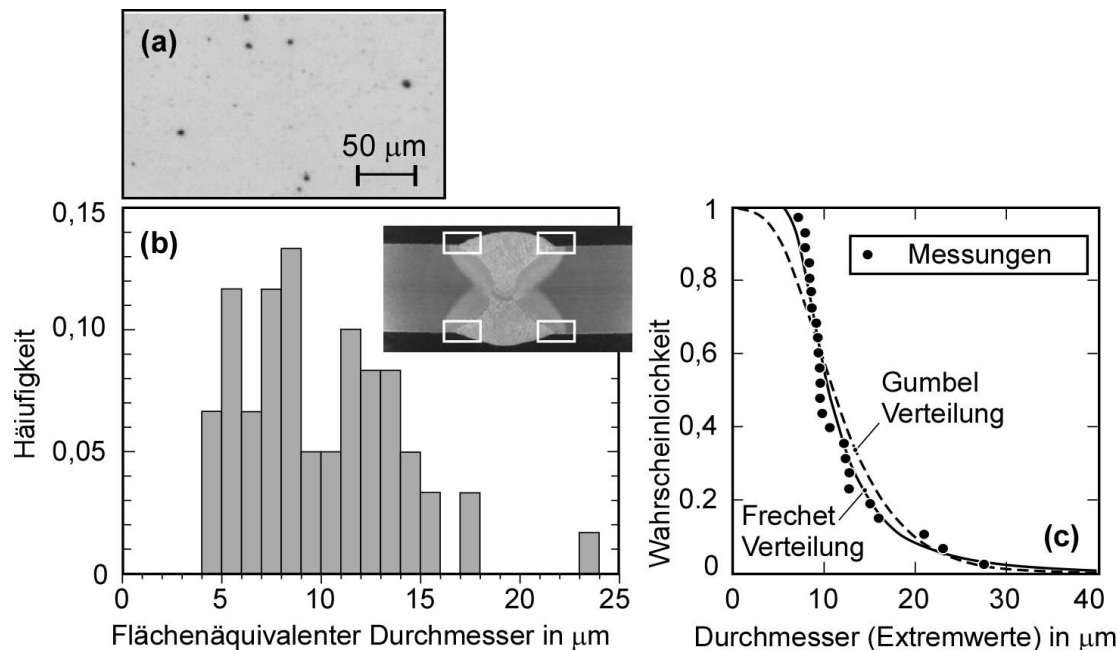 (a)
50 μm
0,15
0,10
0,05
0
Häiufigkeit
(b)
0
5
10
15
20
25
Flächenäquivalenter Durchmesser in μm
1
0,8
0,6
0,4
0.2
0
Wahrscheinloichkeit
Messungen
Gumbel
Verteilung
Frechet
Verteilung
(c)
0
10
20
30
40
Durchmesser (Extremwerte) in μm